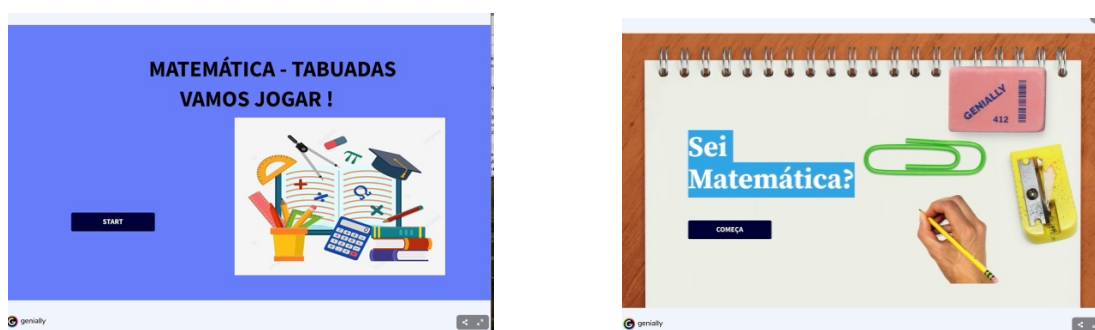 MATEMÁTICA - TABUADAS
VAMOS JOGAR !
START
genially
Sei
Matemática?
COMEÇA
GENIALLY
412
genially